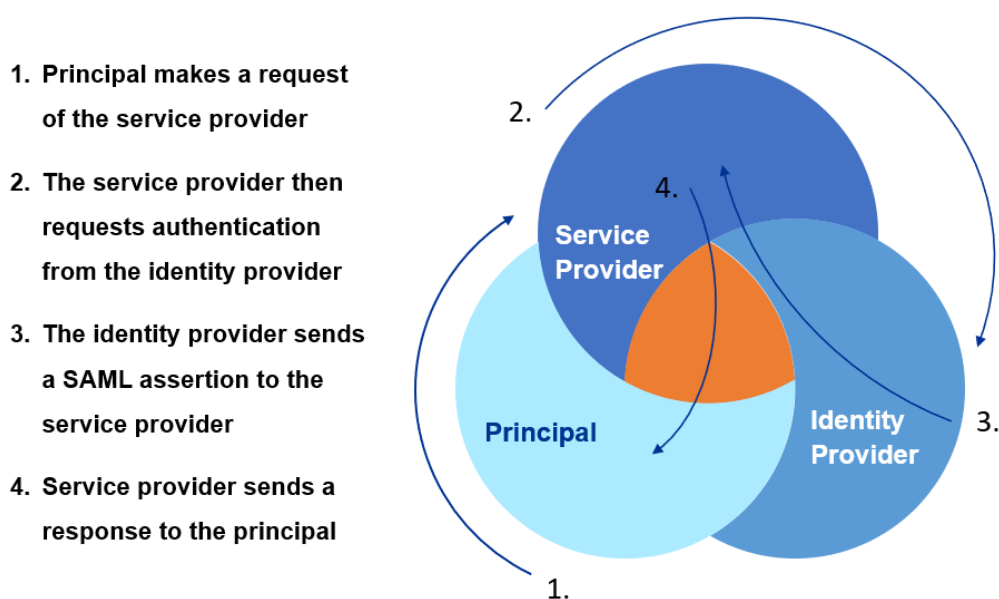 1. Principal makes a request
of the service provider
2. The service provider then
requests authentication
from the identity provider
3. The identity provider sends
a SAML assertion to the
service provider
4. Service provider sends a
response to the principal
2.
4.
Service
Provider
Principal
Identity
Provider
3.
1.